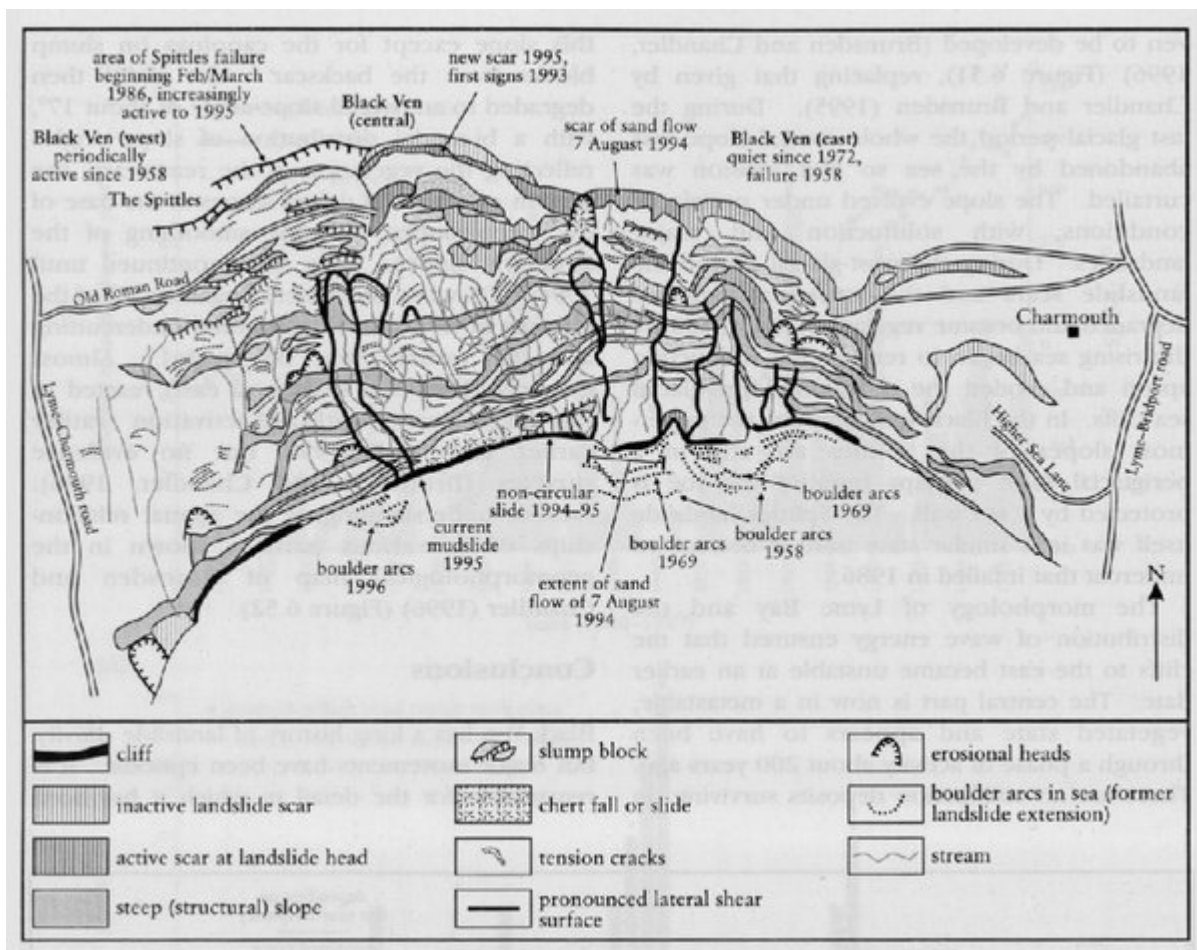 area of Spittles failure
beginning Feb/March
1986, increasingly
active to 1995
new scar 1995,
first signs 1993
Black Ven
(central)
scar of sand flow
7 August 1994
Black Ven (west)
periodically
active since 1958
Black Ven (east)
quiet since 1972,
failure 1958
The Spittles
Old Roman Road
Charmouth
Lyme–Charmouth road
Higher Sea Lane
Lyme–Bridport road
non-circular
slide 1994–95
boulder arcs
1969
current
mudslide
1995
boulder arcs
1969
boulder arcs
1958
boulder arcs
1996
extent of sand
flow of 7 August
1994
N
cliff
slump block
erosional heads
inactive landslide scar
chert fall or slide
boulder arcs in sea (former
landslide extension)
active scar at landslide head
tension cracks
stream
steep (structural) slope
pronounced lateral shear
surface